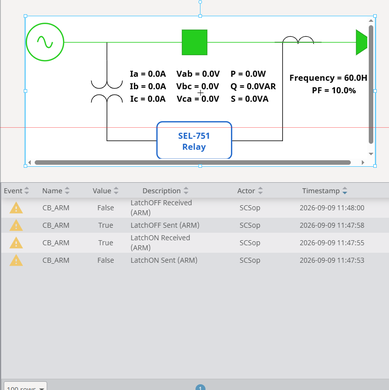 Ia = 0.0A Vab = 0.0V P = 0.0W
Ib = 0.0A Vbc = 0.0V Q = 0.0VAR
Ic = 0.0A Vca = 0.0V S = 0.0VA
Frequency = 60.0H
PF = 10.0%
SEL-751
Relay
Event Name Value Description Actor Timestamp
CB_ARM False LatchOFF Received (ARM) SCSop 2026-09-09 11:48:00
CB_ARM True LatchOFF Sent (ARM) SCSop 2026-09-09 11:47:58
CB_ARM True LatchON Received (ARM) SCSop 2026-09-09 11:47:55
CB_ARM False LatchON Sent (ARM) SCSop 2026-09-09 11:47:53
100 rows
1